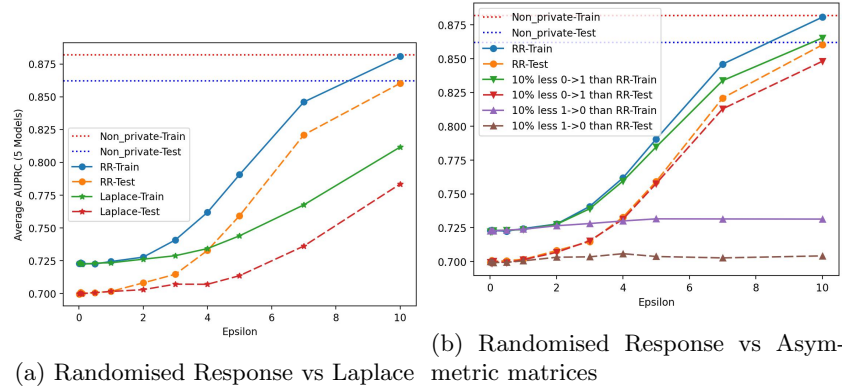 Average AUPRC (5 Models)
0.875
0.850
0.825
0.800
0.775
0.750
0.725
0.700
Non_private-Train
Non_private-Test
RR-Train
RR-Test
Laplace-Train
Laplace-Test
0 2 4 6 8 10
Epsilon
(a) Randomised Response vs Laplace
0.875
0.850
0.825
0.800
0.775
0.750
0.725
0.700
Non_private-Train
Non_private-Test
RR-Train
RR-Test
10% less 0->1 than RR-Train
10% less 0->1 than RR-Test
10% less 1->0 than RR-Train
10% less 1->0 than RR-Test
0 2 4 6 8 10
Epsilon
(b) Randomised Response vs Asym-
metric matrices